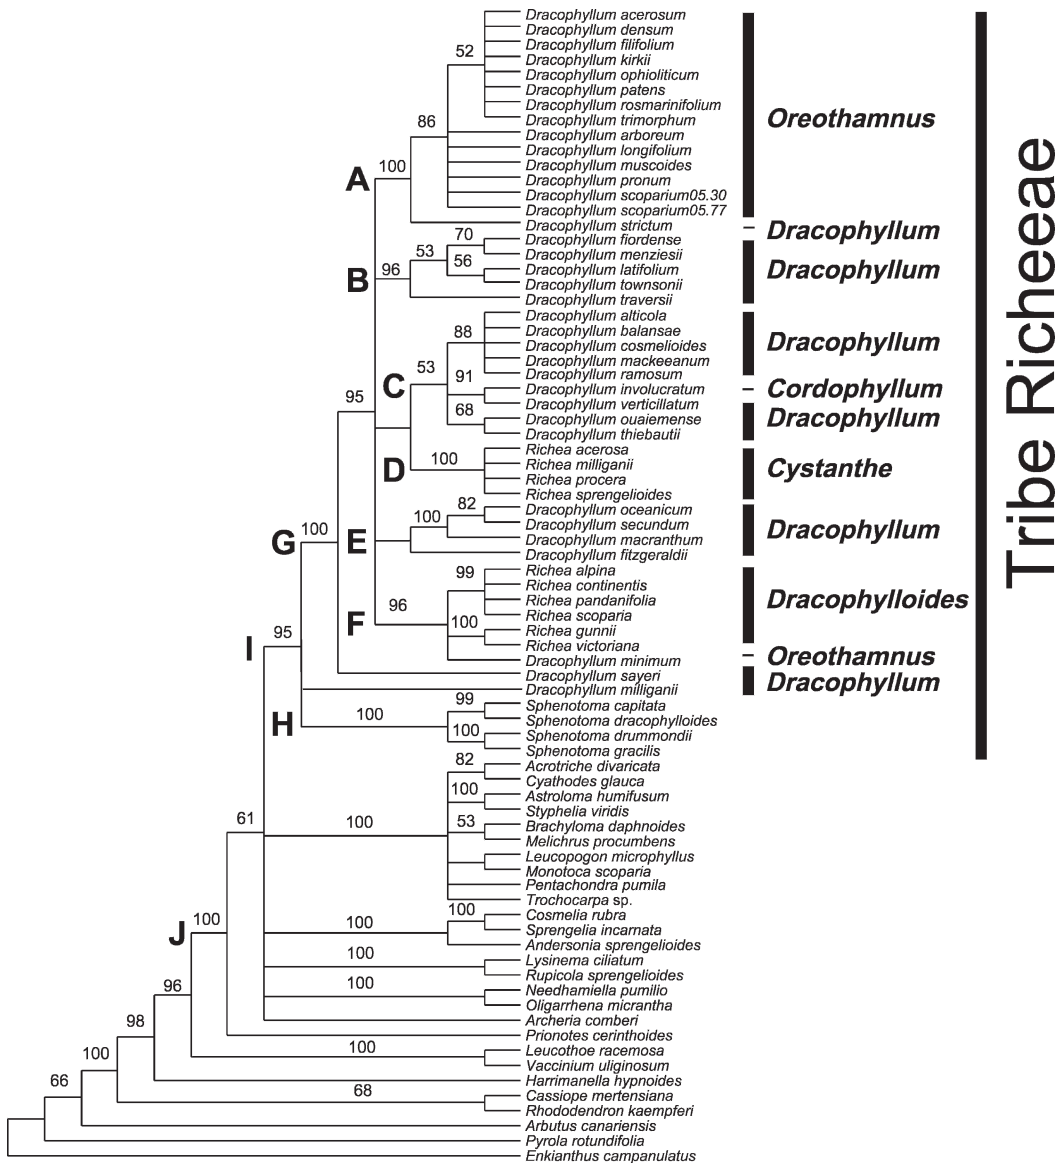 Dracophyllum acerosum
Dracophyllum densum
Dracophyllum filifolium
52
Dracophyllum kirkii
Dracophyllum ophioliticum
Dracophyllum patens
Dracophyllum rosmarinifolium
Dracophyllum trimorphum
Oreothamnus
86
Dracophyllum arboreum
Dracophyllum longifolium
Dracophyllum muscoides
A
100
Dracophyllum pronum
Dracophyllum scoparium05.30
Dracophyllum scoparium05.77
Dracophyllum strictum
Dracophyllum
70
Dracophyllum fiordense
53
Dracophyllum menziesii
56
Dracophyllum latifolium
Dracophyllum
B
96
Dracophyllum townsonii
Dracophyllum traversii
Dracophyllum alticola
88
Dracophyllum balansae
Dracophyllum cosmelioides
Dracophyllum
Dracophyllum mackeeanum
53
Dracophyllum ramosum
C
91
Dracophyllum involucratum
Cordophyllum
95
Dracophyllum verticillatum
68
Dracophyllum ouaiemense
Dracophyllum
Dracophyllum thiebautii
Richea acerosa
D
100
Richea milliganii
Cystanthe
Richea procera
Richea sprengelioides
82
Dracophyllum oceanicum
100
Dracophyllum secundum
Dracophyllum
G
100
E
Dracophyllum macranthum
Dracophyllum fitzgeraldii
99
Richea alpina
Richea continentis
96
Richea pandanifolia
Dracophylloides
Richea scoparia
F
100
Richea gunnii
95
Richea victoriana
I
Dracophyllum minimum
Oreothamnus
Dracophyllum sayeri
Dracophyllum
Dracophyllum milliganii
99
Sphenotoma capitata
H
100
Sphenotoma dracophylloides
100
Sphenotoma drummondii
Sphenotoma gracilis
Tribe Richeeae
82
Acrotriche divaricata
Cyathodes glauca
100
Astroloma humifusum
Styphelia viridis
61
100
53
Brachyloma daphnoides
Melichrus procumbens
Leucopogon microphyllus
Monotoca scoparia
Pentachondra pumila
Trochocarpa sp.
100
Cosmelia rubra
J
100
100
Sprengelia incarnata
Andersonia sprengelioides
100
Lysinema ciliatum
Rupicola sprengelioides
96
100
Needhamiella pumilio
Oligarrhena micrantha
98
Archeria comberi
Prionotes cerinthoides
100
100
Leucothoe racemosa
Vaccinium uliginosum
66
Harrimanella hypnoides
68
Cassiope mertensiana
Rhododendron kaempferi
Arbutus canariensis
Pyrola rotundifolia
Enkianthus campanulatus